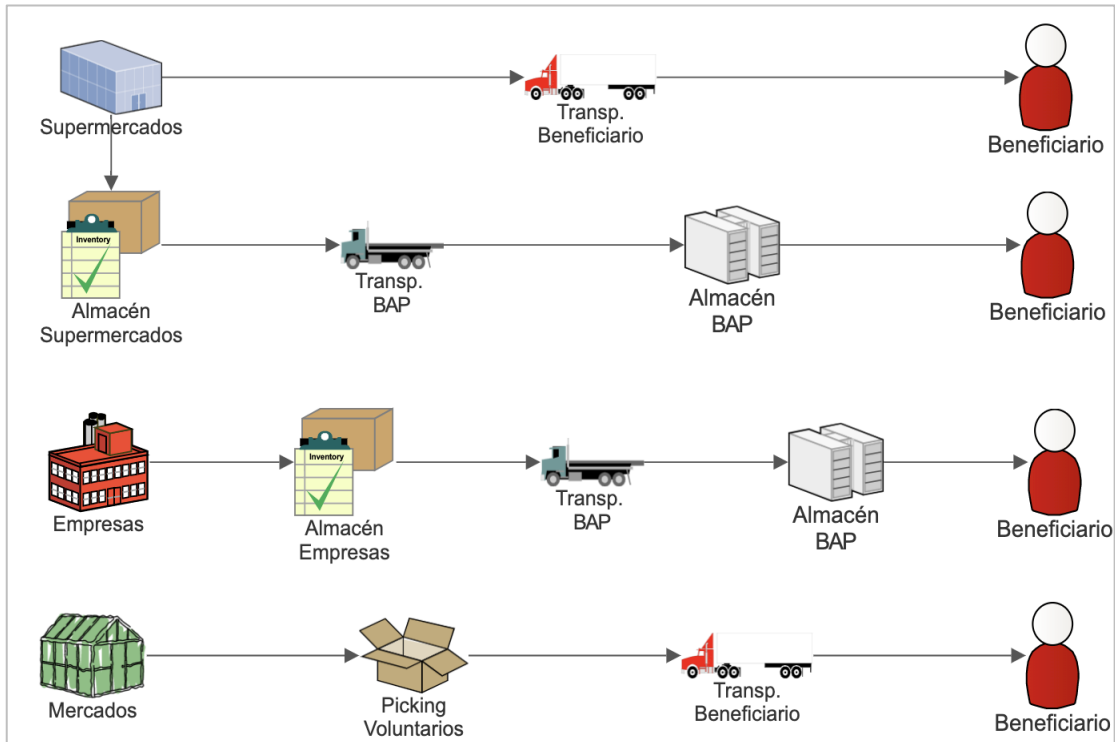 Supermercados
Transp.
Beneficiario
Beneficiario
Inventory
Almacén
Supermercados
Transp.
BAP
Almacén
BAP
Beneficiario
Empresas
Inventory
Almacén
Empresas
Transp.
BAP
Almacén
BAP
Beneficiario
Mercados
Picking
Voluntarios
Transp.
Beneficiario
Beneficiario